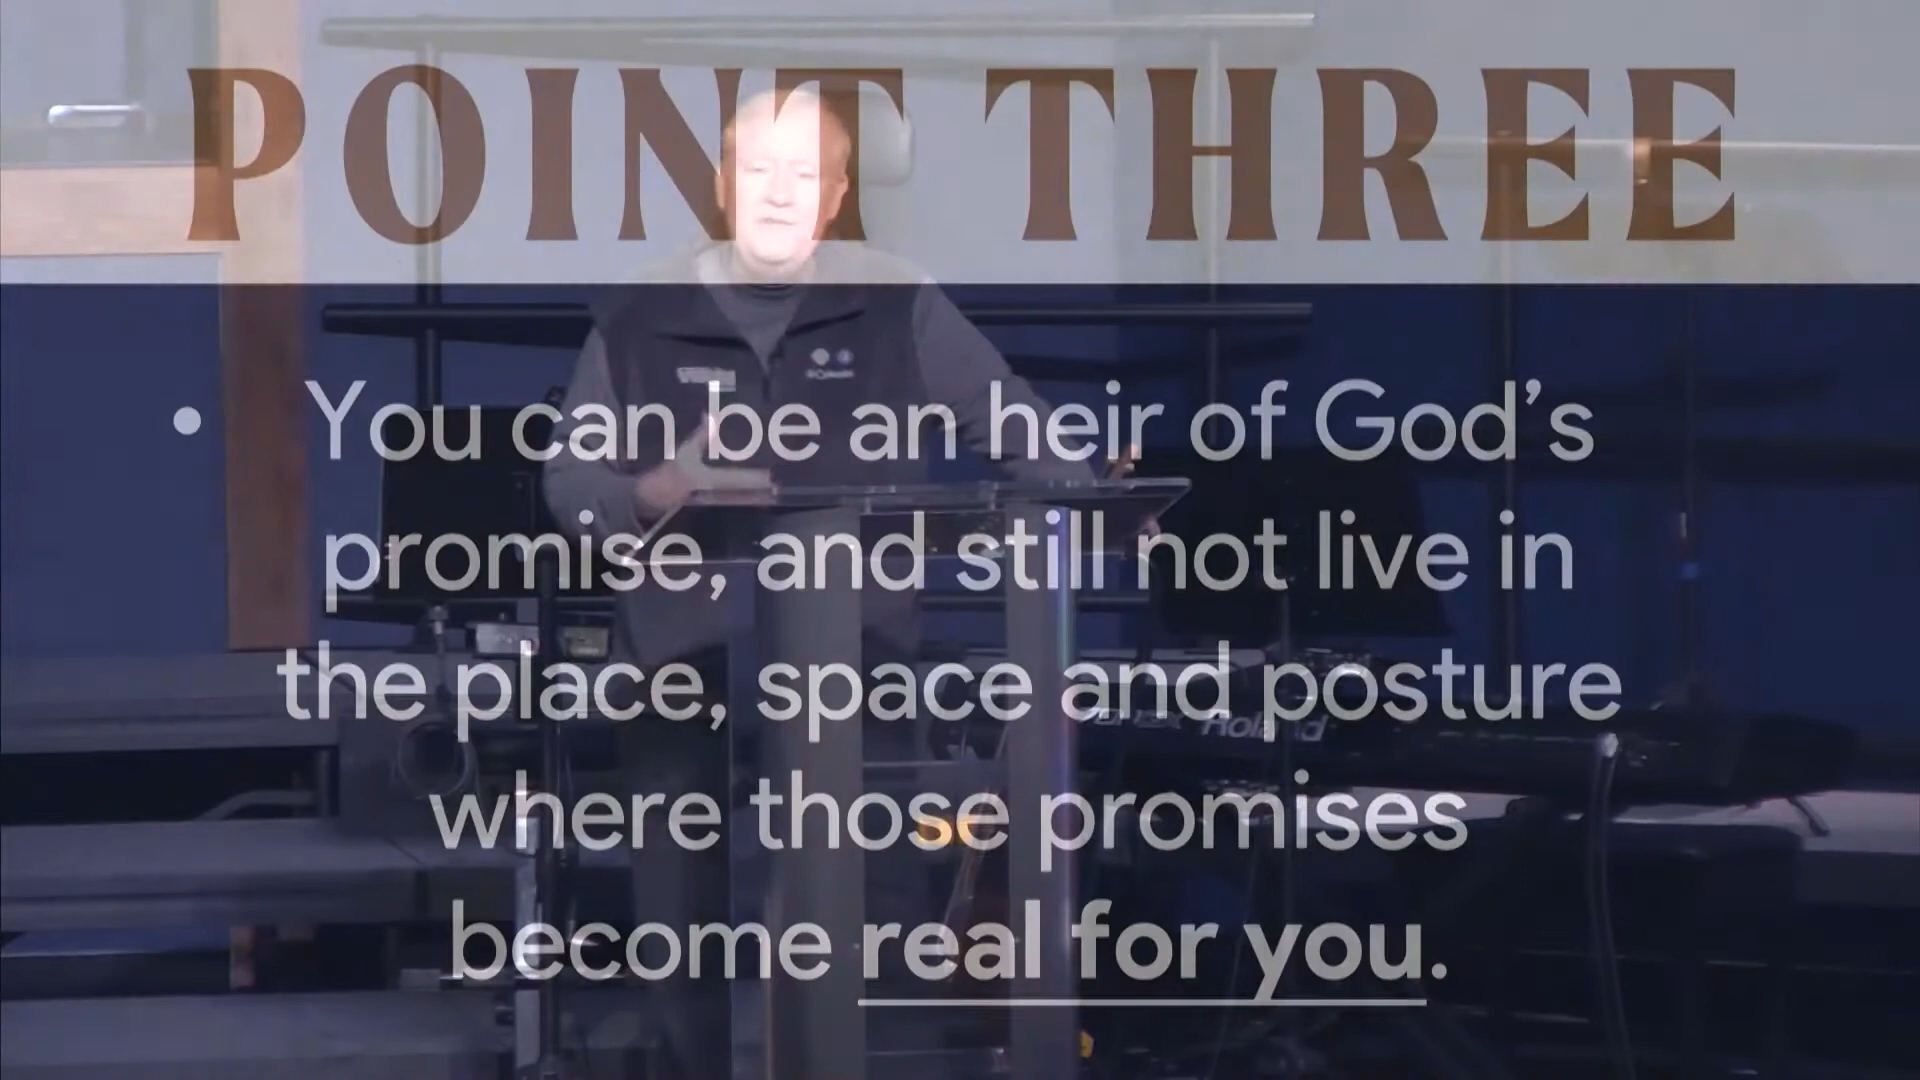 POINT THREE
• You can be an heir of God's
promise, and still not live in
the place, space and posture
where those promises
become real for you.
Roland